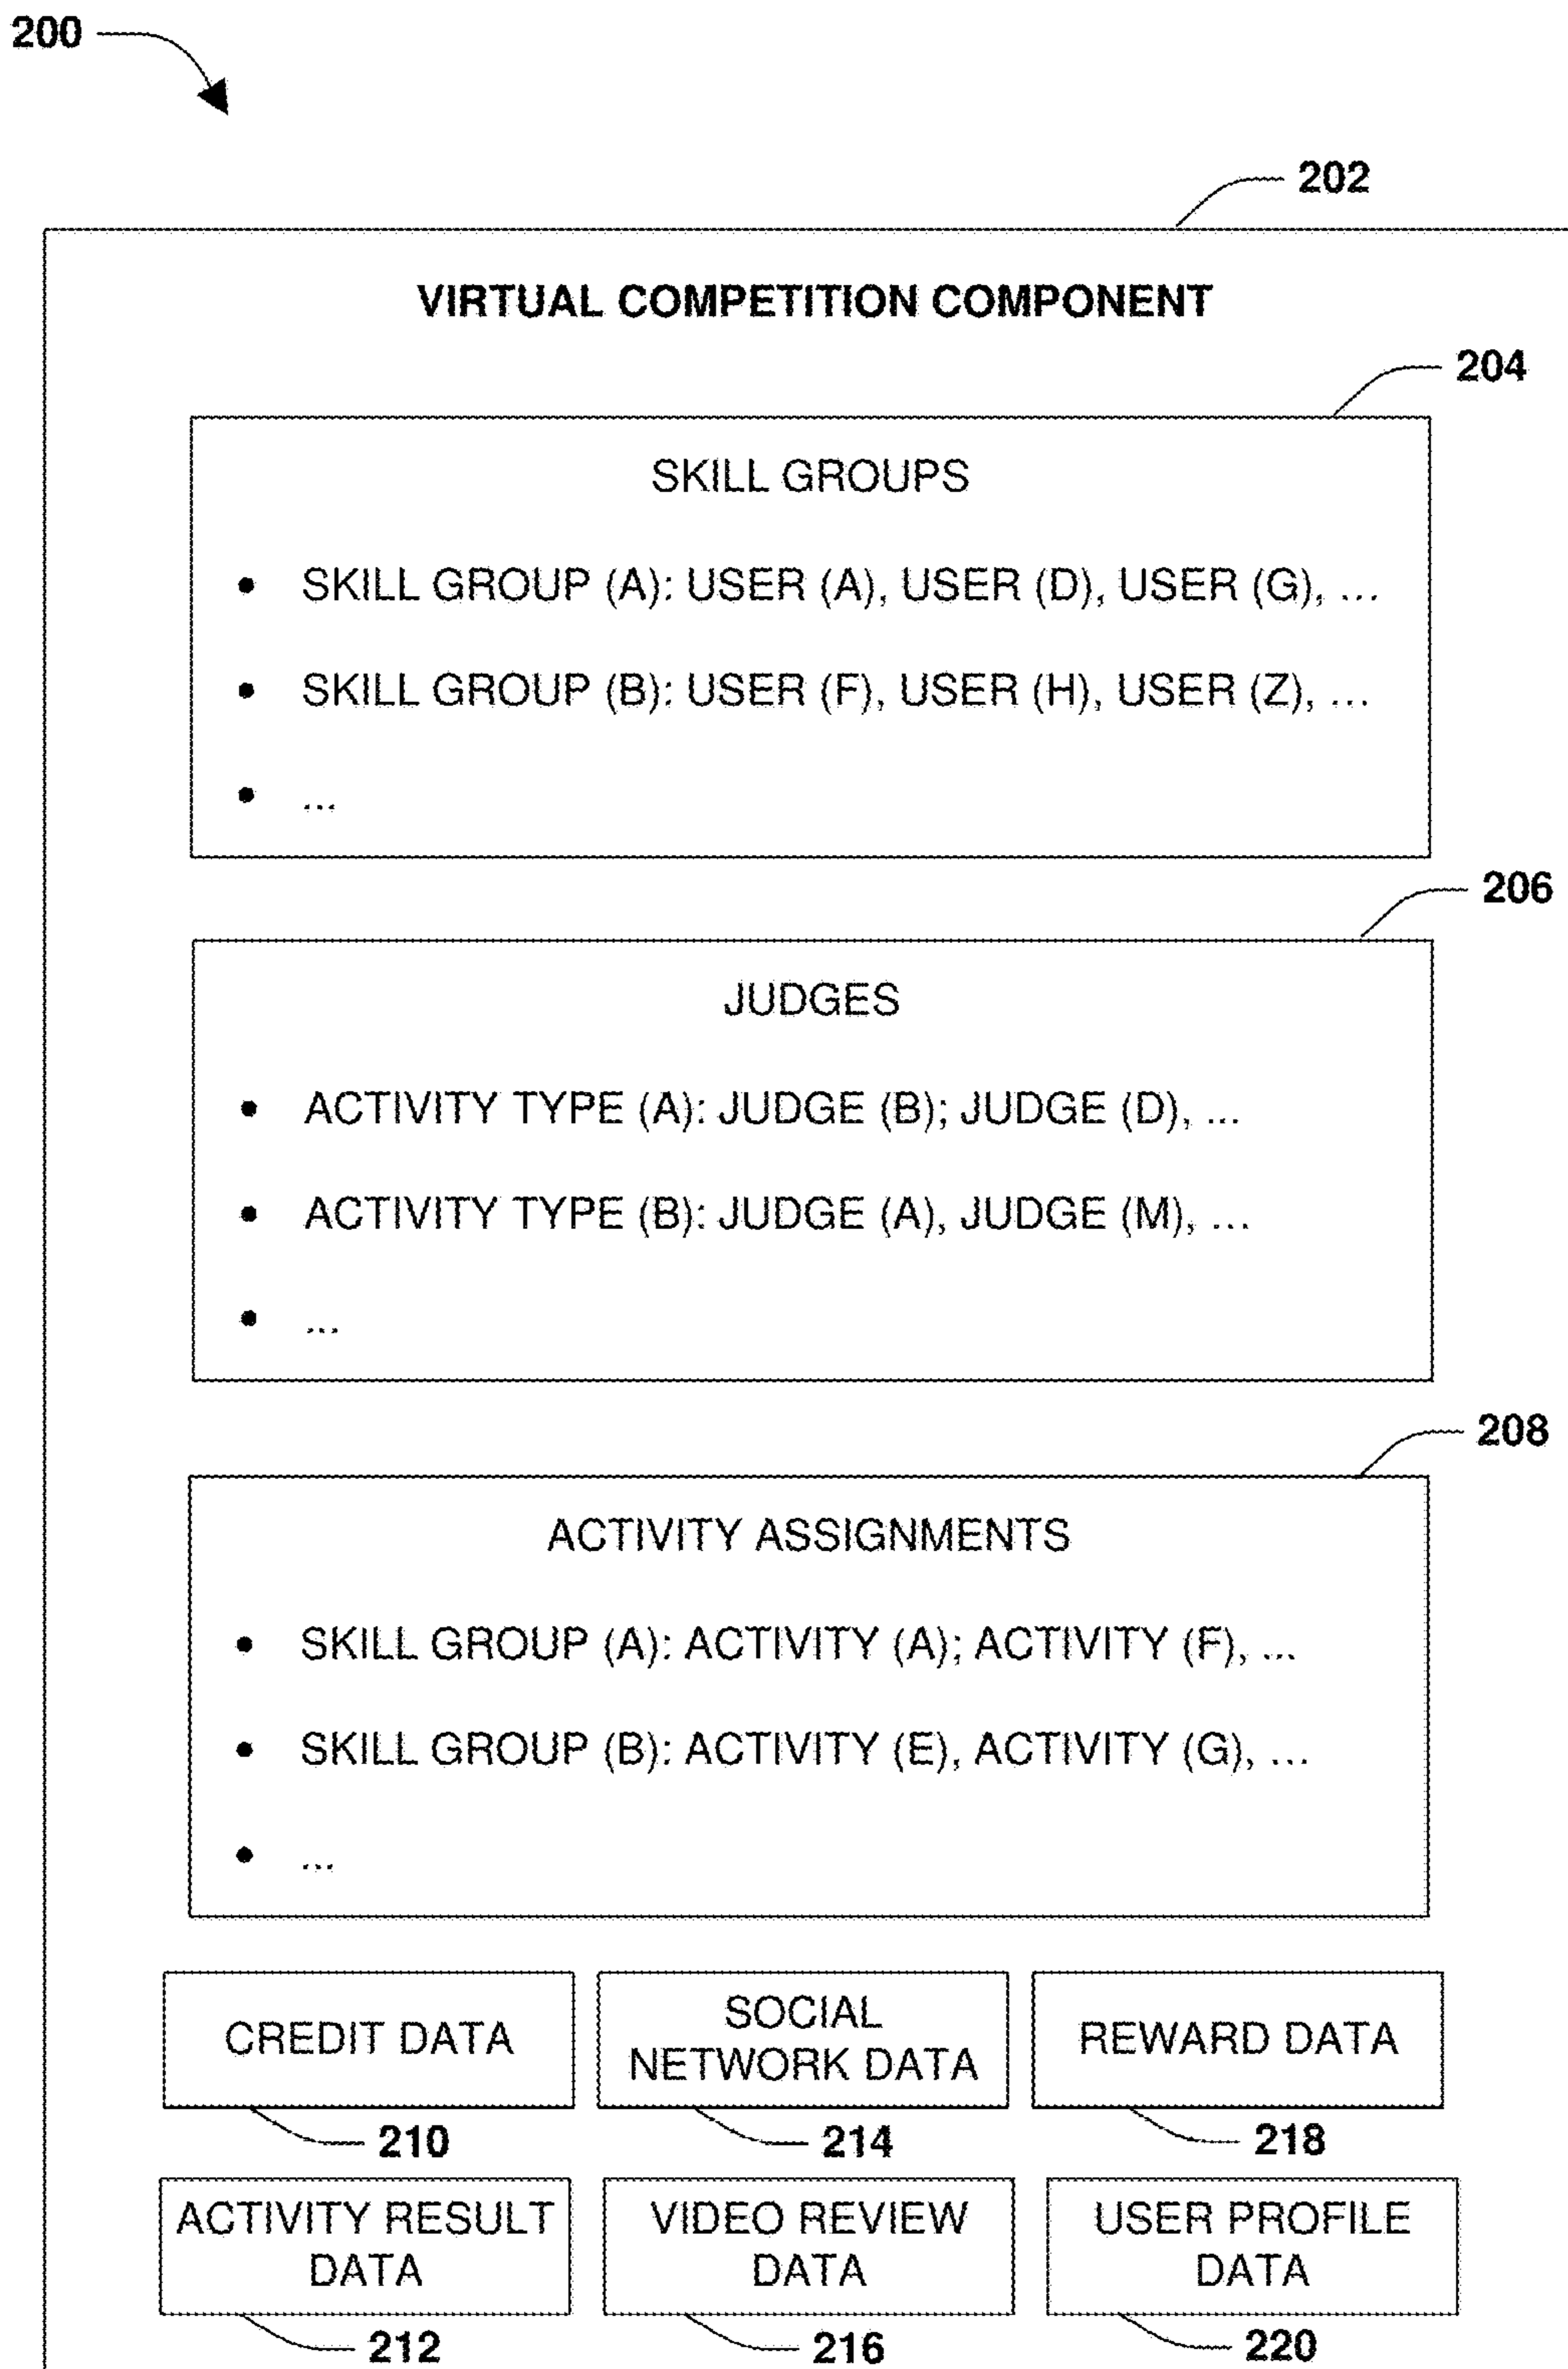 200
202
VIRTUAL COMPETITION COMPONENT
204
SKILL GROUPS
• SKILL GROUP (A): USER (A), USER (D), USER (G), ...
• SKILL GROUP (B): USER (F), USER (H), USER (Z), ...
• ...
206
JUDGES
• ACTIVITY TYPE (A): JUDGE (B); JUDGE (D), ...
• ACTIVITY TYPE (B): JUDGE (A), JUDGE (M), ...
• ...
208
ACTIVITY ASSIGNMENTS
• SKILL GROUP (A): ACTIVITY (A); ACTIVITY (F), ...
• SKILL GROUP (B): ACTIVITY (E), ACTIVITY (G), ...
• ...
CREDIT DATA
210
SOCIAL
NETWORK DATA
214
REWARD DATA
218
ACTIVITY RESULT
DATA
212
VIDEO REVIEW
DATA
216
USER PROFILE
DATA
220